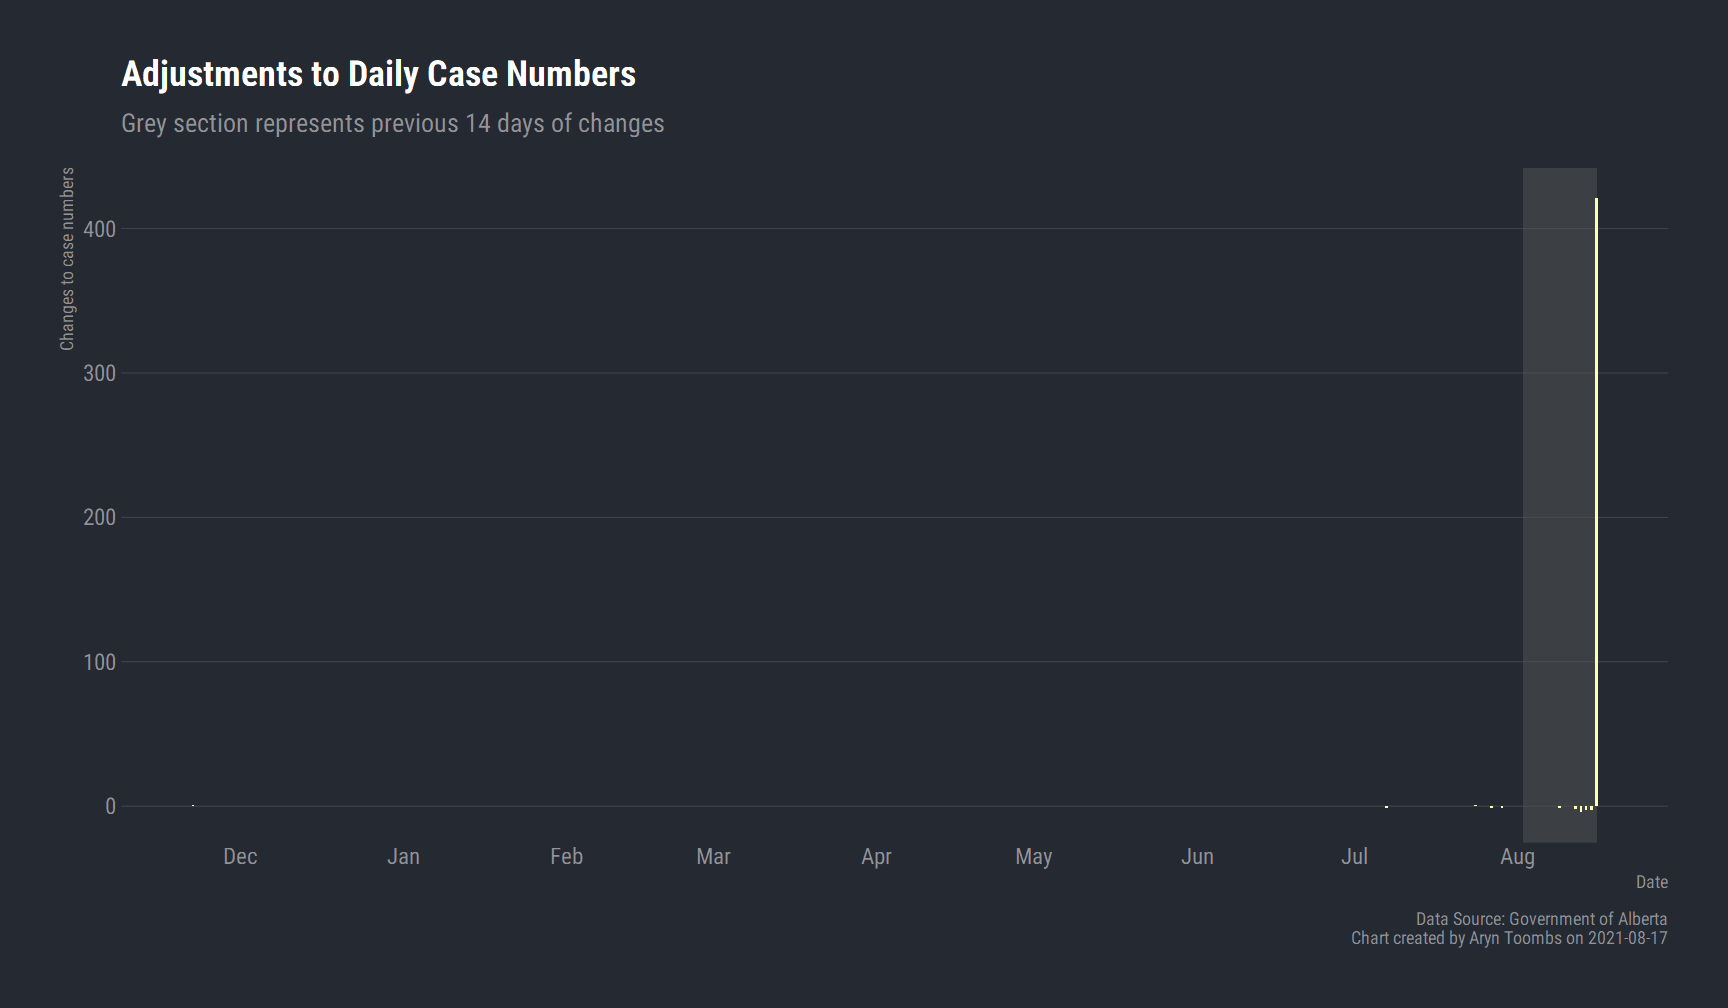 Adjustments to Daily Case Numbers
Grey section represents previous 14 days of changes
Changes to case numbers
400
300
200
100
0
Dec Jan Feb Mar Apr May Jun Jul Aug
Date
Data Source: Government of Alberta
Chart created by Aryn Toombs on 2021-08-17